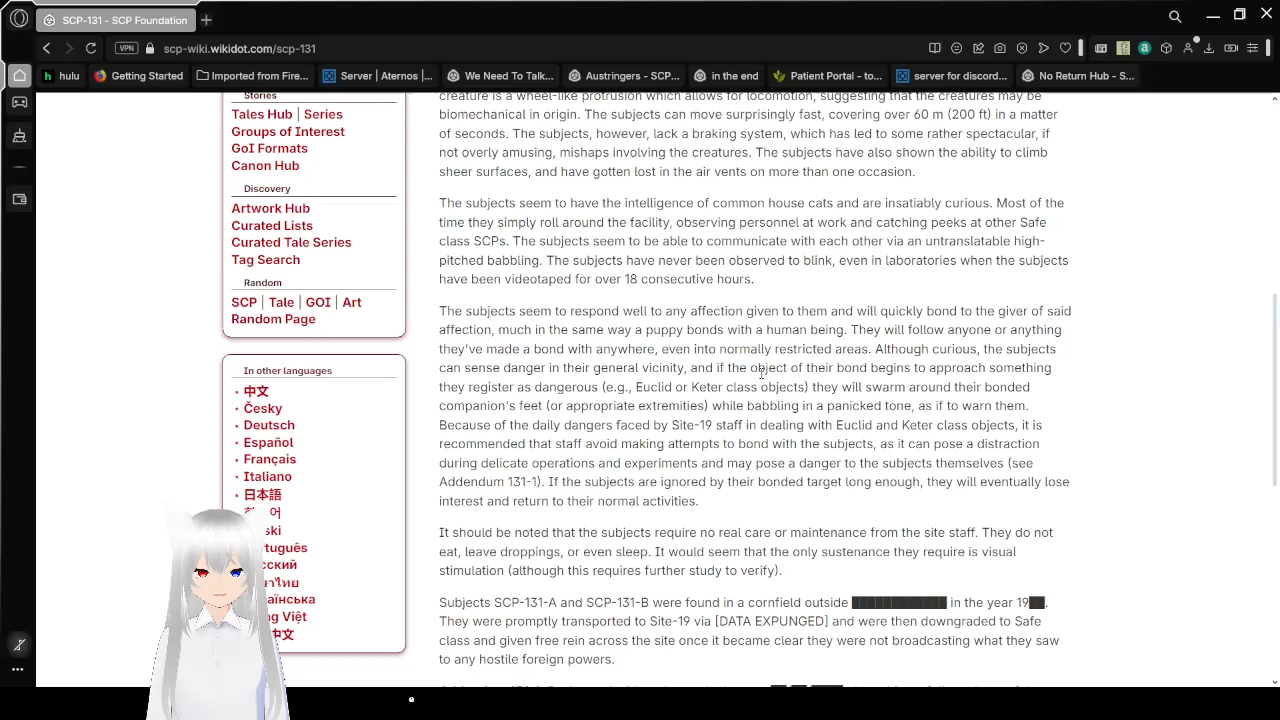 SCP-131 - SCP Foundation
VPN
scp-wiki.wikidot.com/scp-131
hulu
Getting Started
Imported from Fire...
Server | Aternos |...
We Need To Talk...
Austringers - SCP...
in the end
Patient Portal - to...
server for discord...
No Return Hub - S...
Stories
Tales Hub | Series
Groups of Interest
GoI Formats
Canon Hub
Discovery
Artwork Hub
Curated Lists
Curated Tale Series
Tag Search
Random
SCP | Tale | GOI | Art
Random Page
In other languages
中文
Česky
Deutsch
Español
Français
Italiano
日本語
creature is a wheel-like protrusion which allows for locomotion, suggesting that the creatures may be
biomechanical in origin. The subjects can move surprisingly fast, covering over 60 m (200 ft) in a matter
of seconds. The subjects, however, lack a braking system, which has led to some rather spectacular, if
not overly amusing, mishaps involving the creatures. The subjects have also shown the ability to climb
sheer surfaces, and have gotten lost in the air vents on more than one occasion.
The subjects seem to have the intelligence of common house cats and are insatiably curious. Most of the
time they simply roll around the facility, observing personnel at work and catching peeks at other Safe
class SCPs. The subjects seem to be able to communicate with each other via an untranslatable high-
pitched babbling. The subjects have never been observed to blink, even in laboratories when the subjects
have been videotaped for over 18 consecutive hours.
The subjects seem to respond well to any affection given to them and will quickly bond to the giver of said
affection, much in the same way a puppy bonds with a human being. They will follow anyone or anything
they've made a bond with anywhere, even into normally restricted areas. Although curious, the subjects
can sense danger in their general vicinity, and if the object of their bond begins to approach something
they register as dangerous (e.g., Euclid or Keter class objects) they will swarm around their bonded
companion's feet (or appropriate extremities) while babbling in a panicked tone, as if to warn them.
Because of the daily dangers faced by Site-19 staff in dealing with Euclid and Keter class objects, it is
recommended that staff avoid making attempts to bond with the subjects, as it can pose a distraction
during delicate operations and experiments and may pose a danger to the subjects themselves (see
Addendum 131-1). If the subjects are ignored by their bonded target long enough, they will eventually lose
interest and return to their normal activities.
It should be noted that the subjects require no real care or maintenance from the site staff. They do not
eat, leave droppings, or even sleep. It would seem that the only sustenance they require is visual
stimulation (although this requires further study to verify).
Subjects SCP-131-A and SCP-131-B were found in a cornfield outside ████████████ in the year 19██.
They were promptly transported to Site-19 via [DATA EXPUNGED] and were then downgraded to Safe
class and given free rein across the site once it became clear they were not broadcasting what they saw
to any hostile foreign powers.